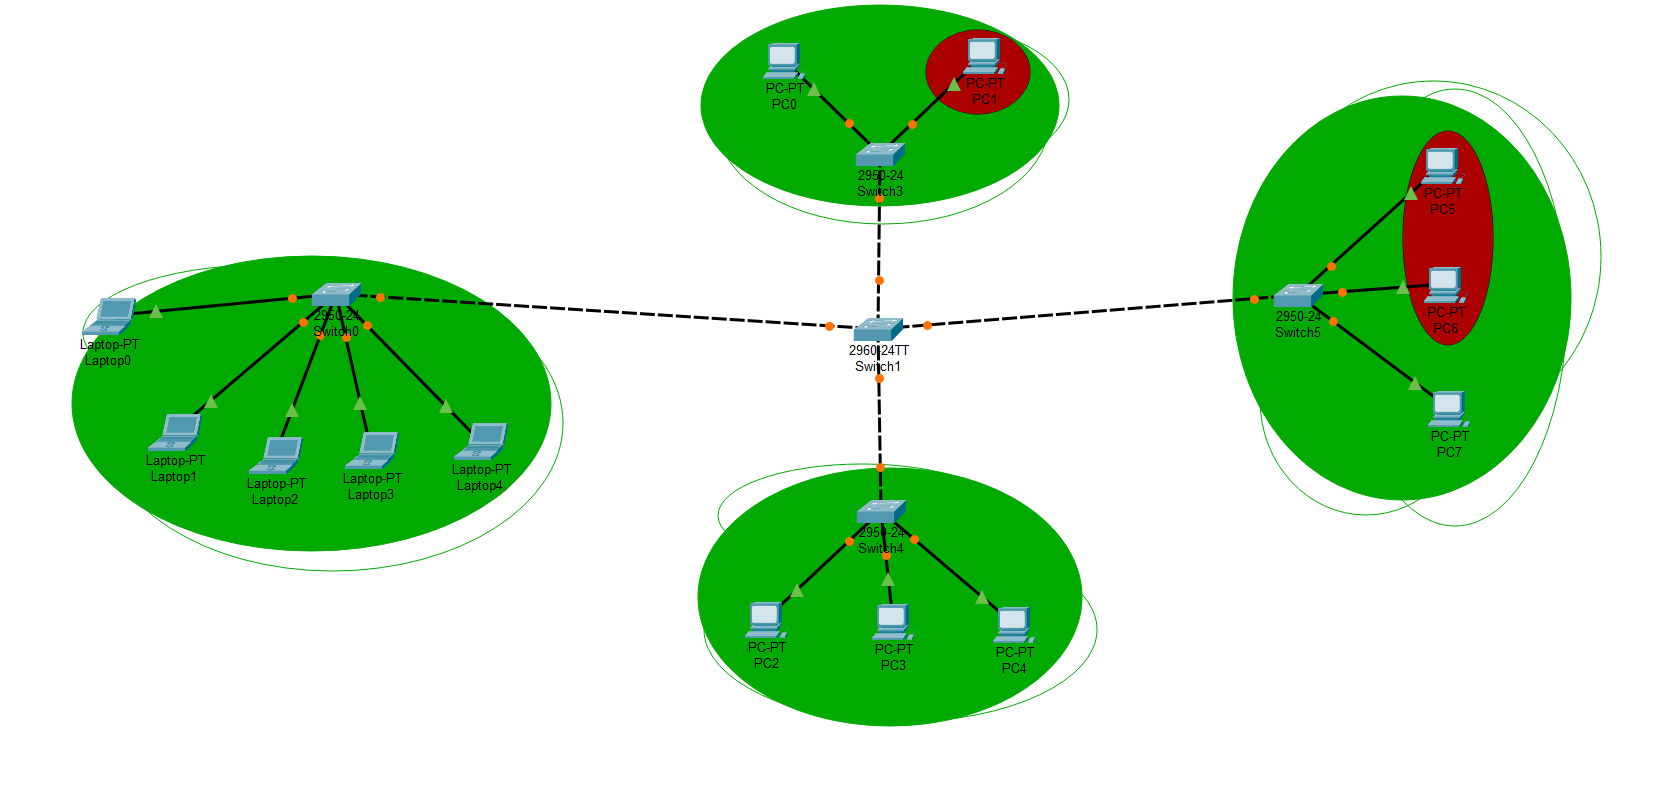 PC-PT
PC0
PC-PT
PC1
2950-24
Switch3
PC-PT
PC5
PC-PT
PC6
2950-24
Switch5
PC-PT
PC7
2950-24
Switch0
Laptop-PT
Laptop0
2960-24TT
Switch1
Laptop-PT
Laptop1
Laptop-PT
Laptop2
Laptop-PT
Laptop3
Laptop-PT
Laptop4
2950-24
Switch4
PC-PT
PC2
PC-PT
PC3
PC-PT
PC4